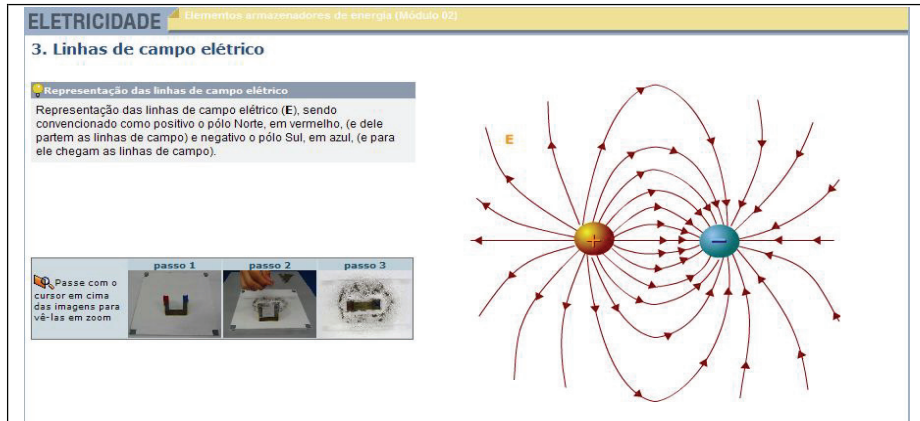 ELETRICIDADE
Elementos armazenadores de energia (Módulo 02)
3. Linhas de campo elétrico
Representação das linhas de campo elétrico
Representação das linhas de campo elétrico (E), sendo
convencionado como positivo o pólo Norte, em vermelho, (e dele
partem as linhas de campo) e negativo o pólo Sul, em azul, (e para
ele chegam as linhas de campo).
Passe com o
cursor em cima
das imagens para
vê-las em zoom
passo 1
passo 2
passo 3
E
+
−